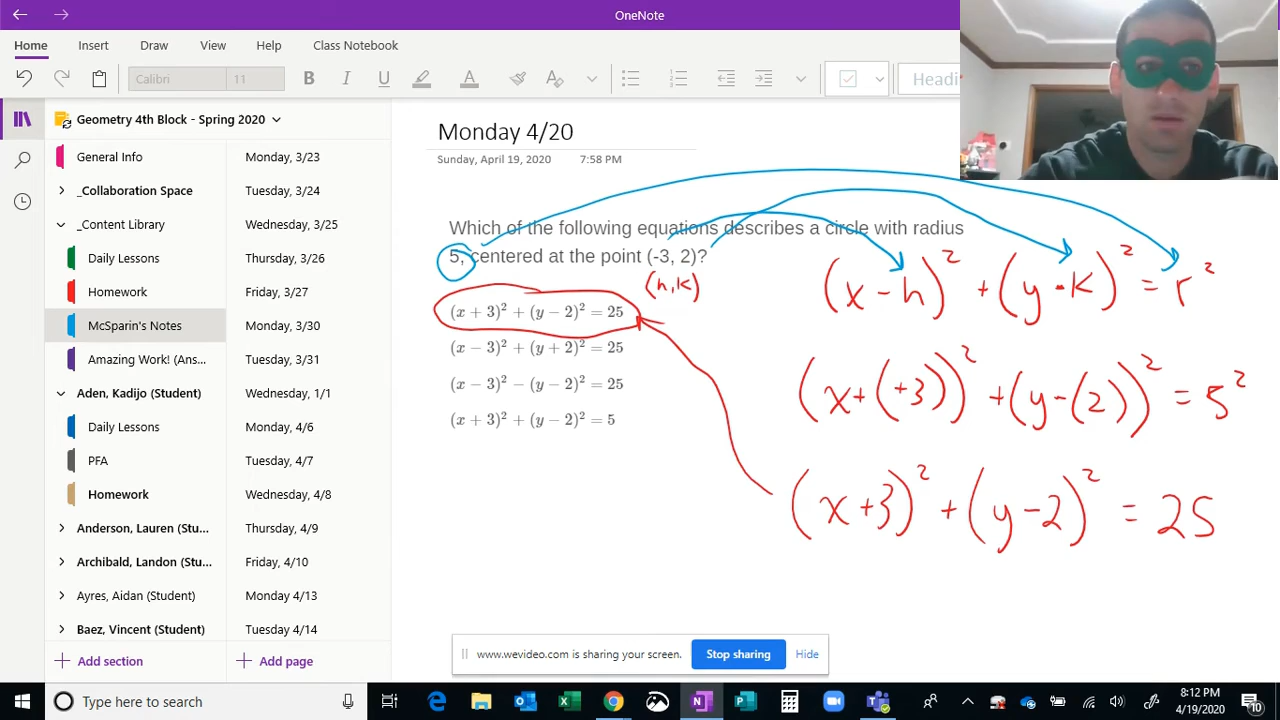 OneNote
Home Insert Draw View Help Class Notebook
Calibri 11 B I U Headi
Geometry 4th Block - Spring 2020
General Info
_Collaboration Space
_Content Library
Daily Lessons
Homework
McSparin's Notes
Amazing Work! (Ans...
Aden, Kadijo (Student)
Daily Lessons
PFA
Homework
Anderson, Lauren (Stu...
Archibald, Landon (Stu...
Ayres, Aidan (Student)
Baez, Vincent (Student)
Add section
Monday, 3/23
Tuesday, 3/24
Wednesday, 3/25
Thursday, 3/26
Friday, 3/27
Monday, 3/30
Tuesday, 3/31
Wednesday, 1/1
Monday, 4/6
Tuesday, 4/7
Wednesday, 4/8
Thursday, 4/9
Friday, 4/10
Monday 4/13
Tuesday 4/14
Add page
Monday 4/20
Sunday, April 19, 2020 7:58 PM
Which of the following equations describes a circle with radius
5, centered at the point (-3, 2)?
(h,k)
(x + 3)² + (y − 2)² = 25
(x − 3)² + (y + 2)² = 25
(x − 3)² − (y − 2)² = 25
(x + 3)² + (y − 2)² = 5
(x − h)² + (y - k)² = r²
(x+(+3))² + (y−(2))² = 5²
(x+3)² + (y−2)² = 25
www.wevideo.com is sharing your screen. Stop sharing Hide
Type here to search
8:12 PM
4/19/2020
10